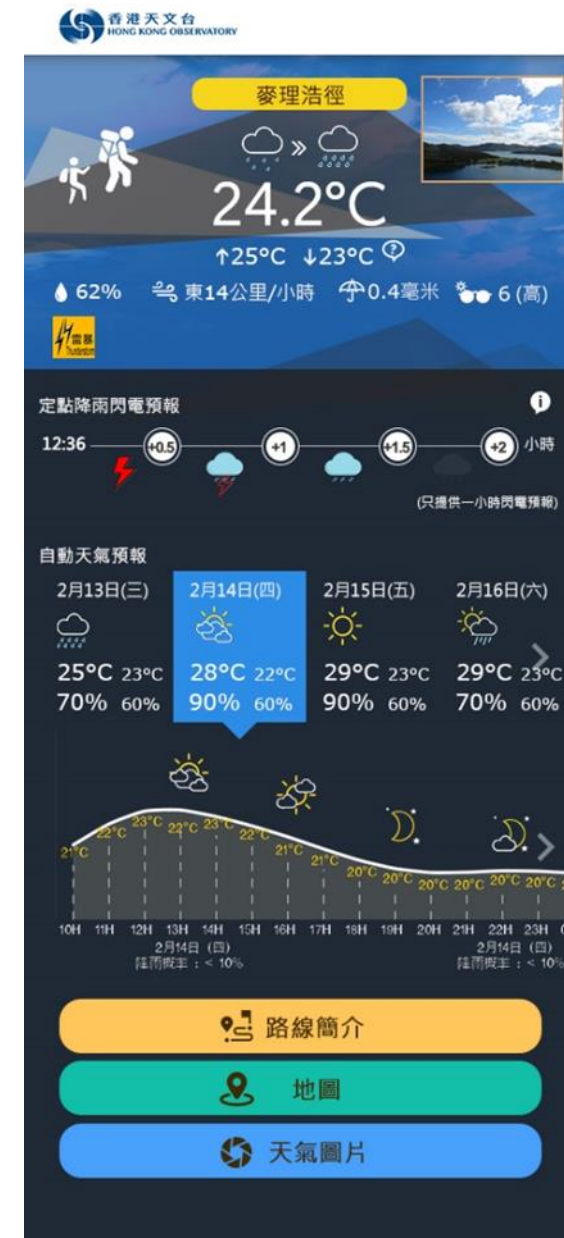 香港天文台
HONG KONG OBSERVATORY
麥理浩徑
24.2°C
↑25°C ↓23°C ?
62% 東14公里/小時 0.4毫米 6 (高)
雷暴
Thunderstorm
定點降雨閃電預報 i
12:36 +0.5 +1 +1.5 +2 小時
(只提供一小時閃電預報)
自動天氣預報
2月13日(三) 2月14日(四) 2月15日(五) 2月16日(六)
25°C 23°C 28°C 22°C 29°C 23°C 29°C 23°C
70% 60% 90% 60% 90% 60% 70% 60%
21°C 22°C 23°C 22°C 23°C 22°C 21°C 21°C 20°C 20°C 20°C 20°C 20°C 20°C
10H 11H 12H 13H 14H 15H 16H 17H 18H 19H 20H 21H 22H 23H
2月14日 (四) 2月14日 (四)
降雨概率 : < 10% 降雨概率 : < 10%
路線簡介
地圖
天氣圖片